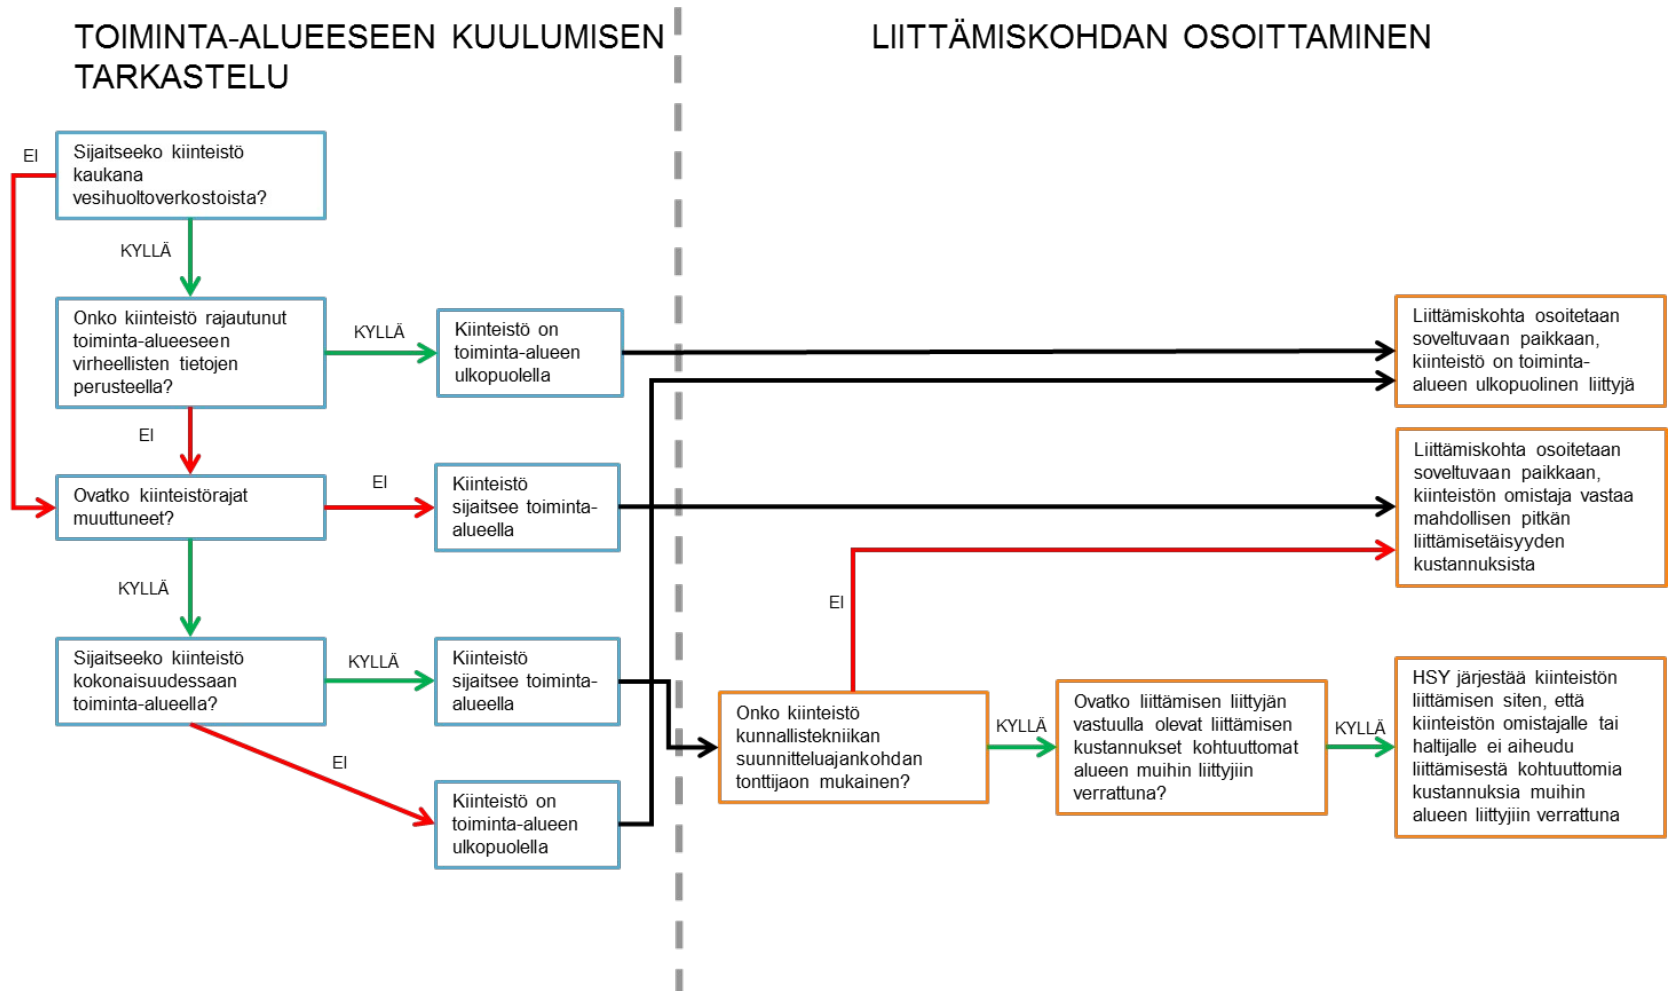 TOIMINTA-ALUEESEEN KUULUMISEN
TARKASTELU
LIITTÄMISKOHDAN OSOITTAMINEN
EI
Sijaitseeko kiinteistö
kaukana
vesihuoltoverkostoista?
KYLLÄ
Onko kiinteistö rajautunut
toiminta-alueeseen
virheellisten tietojen
perusteella?
KYLLÄ
Kiinteistö on
toiminta-alueen
ulkopuolella
Liittämiskohta osoitetaan
soveltuvaan paikkaan,
kiinteistö on toiminta-
alueen ulkopuolinen liittyjä
EI
Ovatko kiinteistörajat
muuttuneet?
EI
Kiinteistö
sijaitsee toiminta-
alueella
Liittämiskohta osoitetaan
soveltuvaan paikkaan,
kiinteistön omistaja vastaa
mahdollisen pitkän
liittämisetäisyyden
kustannuksista
KYLLÄ
EI
Sijaitseeko kiinteistö
kokonaisuudessaan
toiminta-alueella?
KYLLÄ
Kiinteistö
sijaitsee toiminta-
alueella
Onko kiinteistö
kunnallistekniikan
suunnitteluajankohdan
tonttijaon mukainen?
KYLLÄ
Ovatko liittämisen liittyjän
vastuulla olevat liittämisen
kustannukset kohtuuttomat
alueen muihin liittyjiin
verrattuna?
KYLLÄ
HSY järjestää kiinteistön
liittämisen siten, että
kiinteistön omistajalle tai
haltijalle ei aiheudu
liittämisestä kohtuuttomia
kustannuksia muihin
alueen liittyjiin verrattuna
EI
Kiinteistö on
toiminta-alueen
ulkopuolella